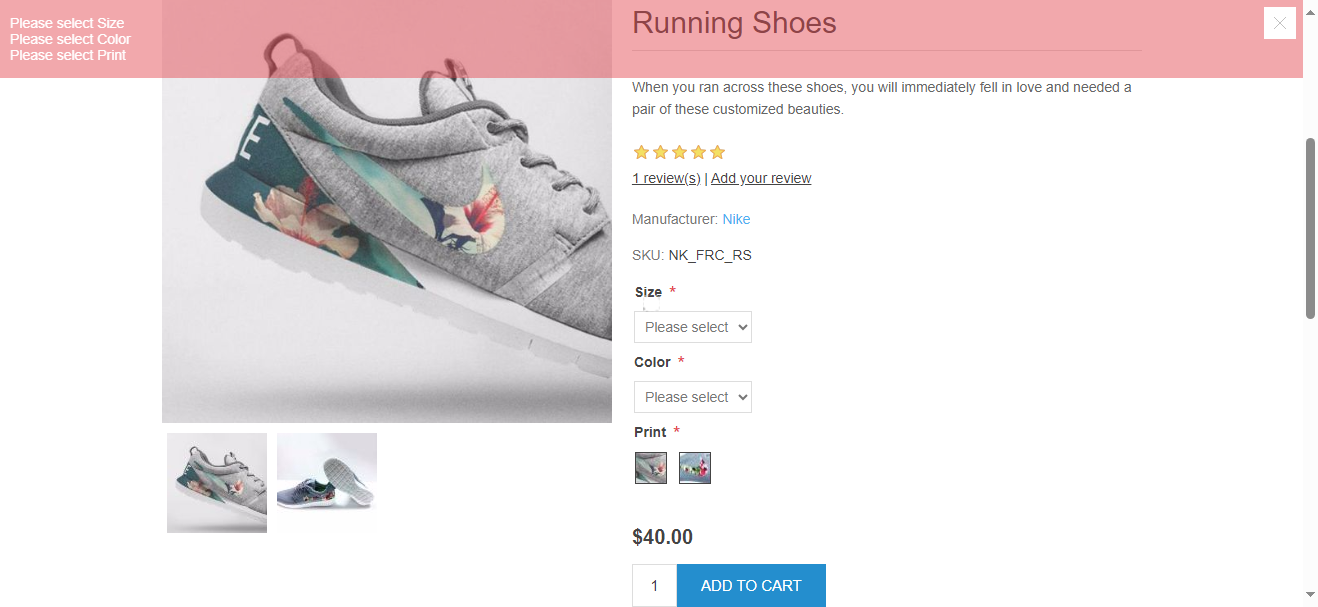 Please select Size
Please select Color
Please select Print
Running Shoes
When you ran across these shoes, you will immediately fell in love and needed a
pair of these customized beauties.
1 review(s) | Add your review
Manufacturer: Nike
SKU: NK_FRC_RS
Size *
Please select
Color *
Please select
Print *
$40.00
1 ADD TO CART
E